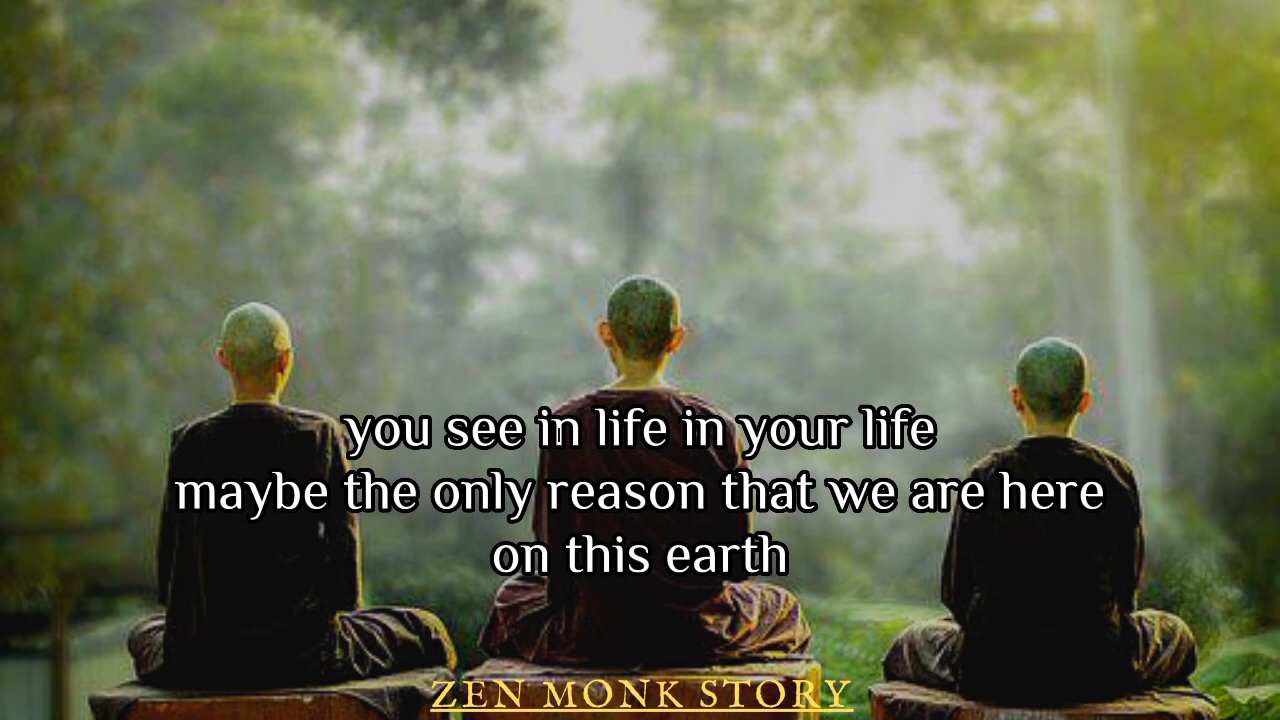 you see in life in your life
maybe the only reason that we are here
on this earth
ZEN MONK STORY